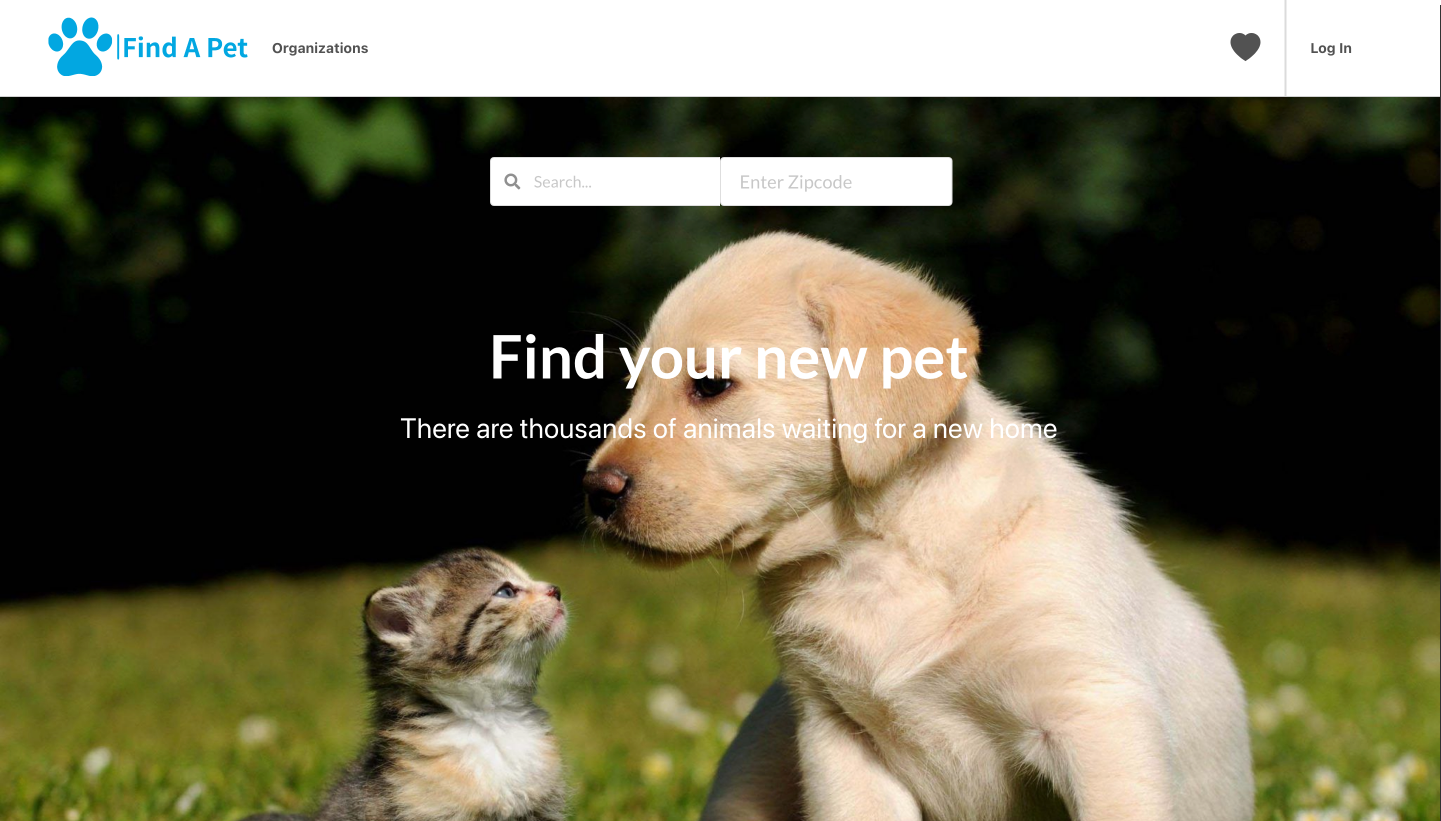 |Find A Pet
Organizations
Log In
Search...
Enter Zipcode
Find your new pet
There are thousands of animals waiting for a new home